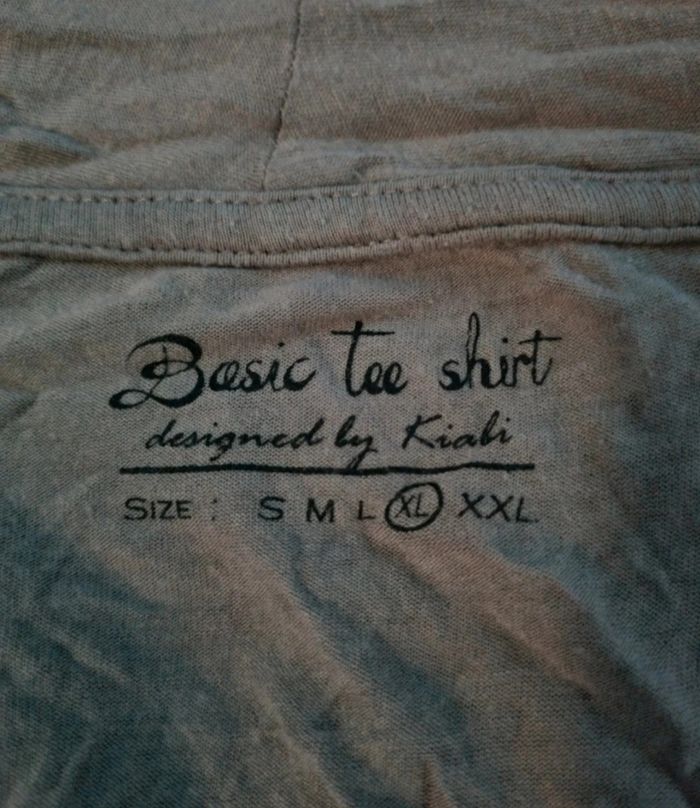 Basic tee shirt
designed by Kiabi
SIZE : S M L XL XXL